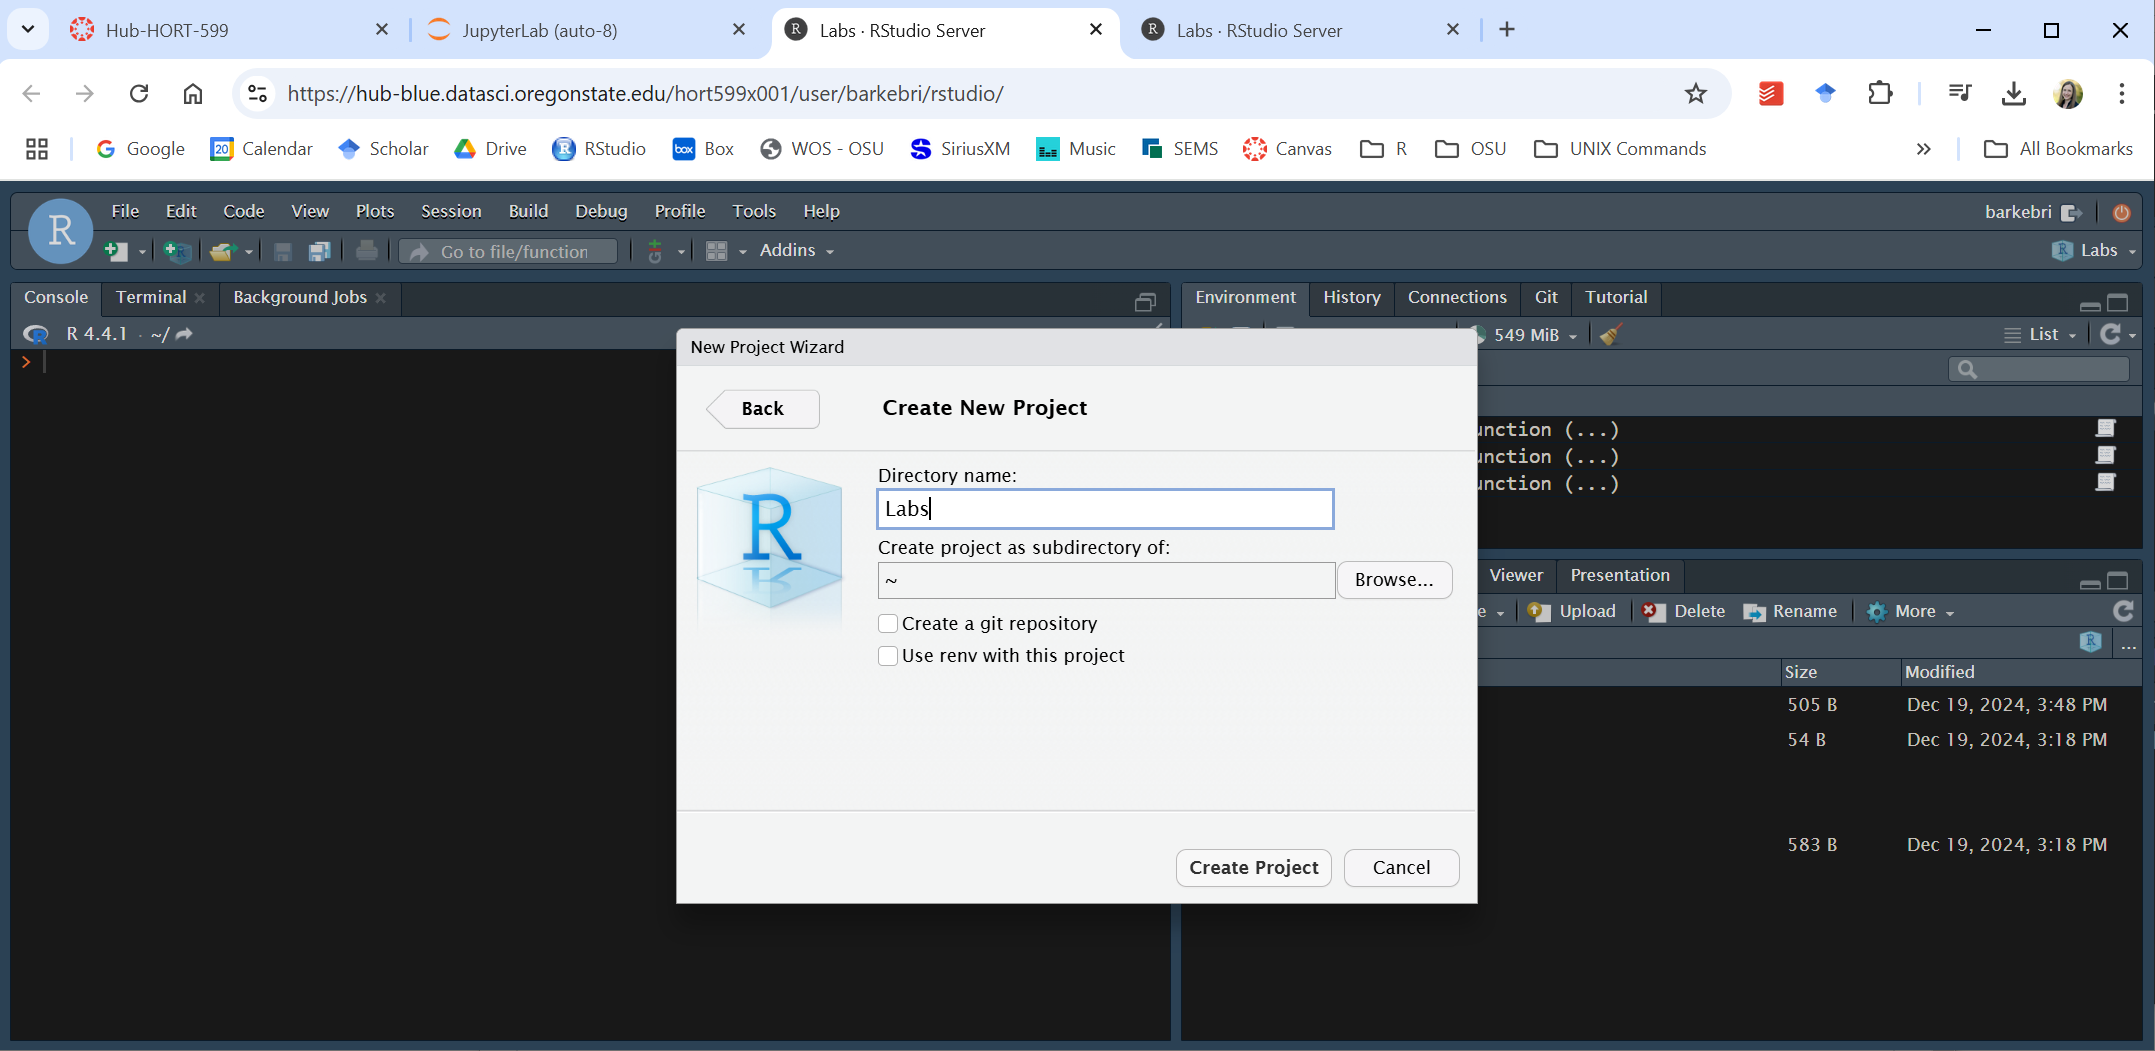 Hub-HORT-599
JupyterLab (auto-8)
Labs · RStudio Server
Labs · RStudio Server
https://hub-blue.datasci.oregonstate.edu/hort599x001/user/barkebri/rstudio/
Google
Calendar
Scholar
Drive
RStudio
Box
WOS - OSU
SiriusXM
Music
SEMS
Canvas
R
OSU
UNIX Commands
All Bookmarks
File Edit Code View Plots Session Build Debug Profile Tools Help
barkebri
Go to file/function
Addins
Labs
Console
Terminal
Background Jobs
R 4.4.1 · ~/
>
Environment
History
Connections
Git
Tutorial
549 MiB
List
unction (...)
unction (...)
unction (...)
New Project Wizard
Back
Create New Project
Directory name:
Labs
Create project as subdirectory of:
~
Browse...
Create a git repository
Use renv with this project
Create Project
Cancel
Viewer
Presentation
e
Upload
Delete
Rename
More
...
Size
Modified
505 B
Dec 19, 2024, 3:48 PM
54 B
Dec 19, 2024, 3:18 PM
583 B
Dec 19, 2024, 3:18 PM